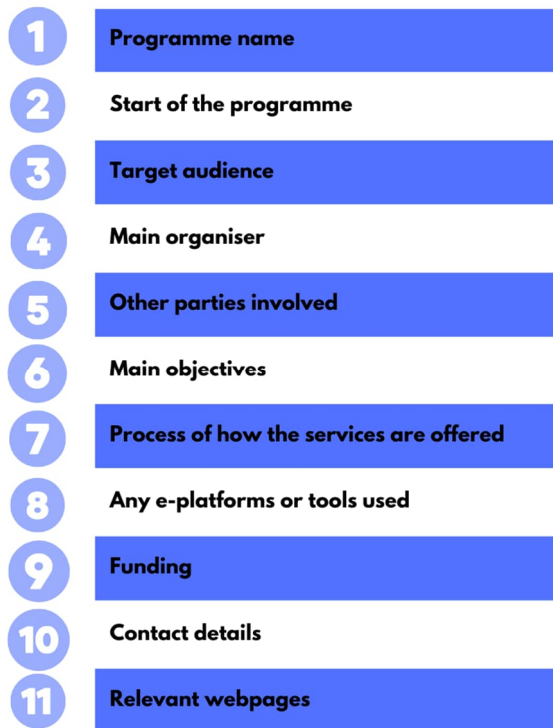 1 Programme name
2 Start of the programme
3 Target audience
4 Main organiser
5 Other parties involved
6 Main objectives
7 Process of how the services are offered
8 Any e-platforms or tools used
9 Funding
10 Contact details
11 Relevant webpages